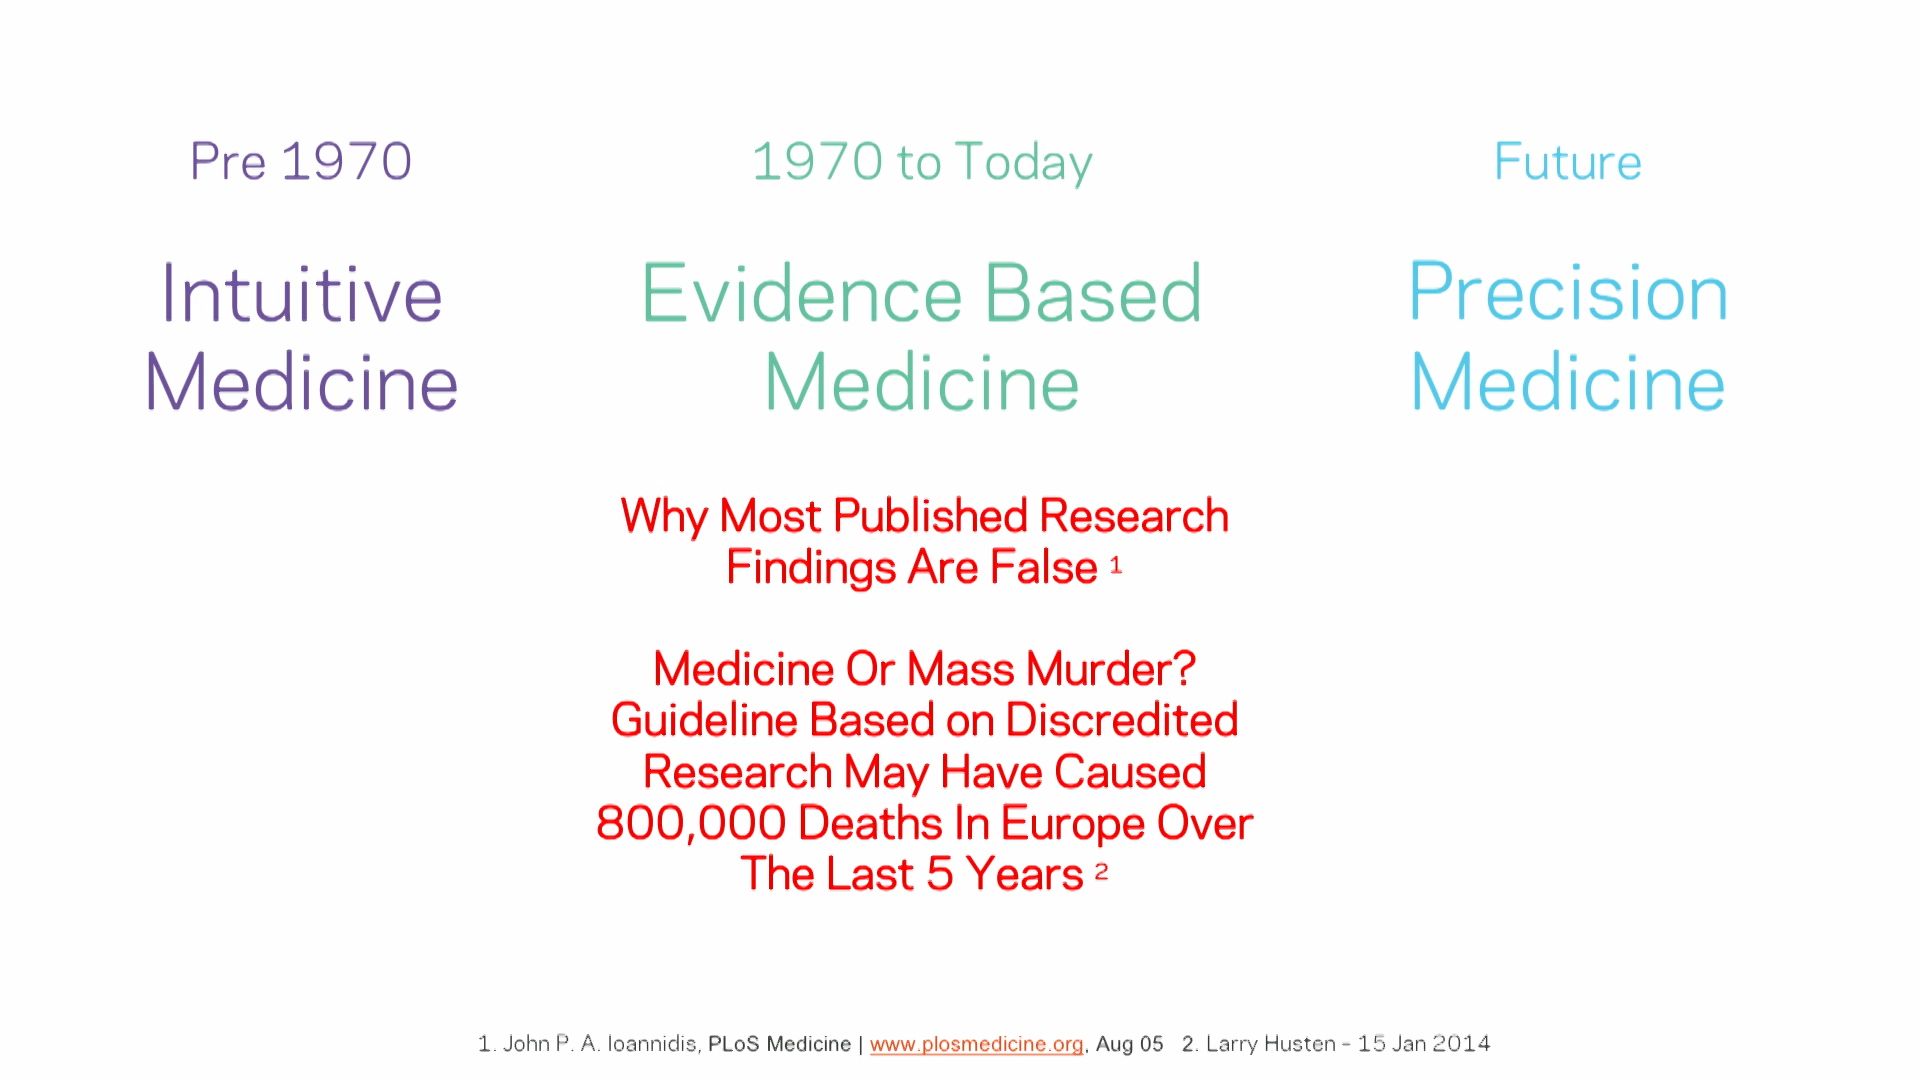 Pre 1970
Intuitive
Medicine
1970 to Today
Evidence Based
Medicine
Why Most Published Research
Findings Are False 1
Medicine Or Mass Murder?
Guideline Based on Discredited
Research May Have Caused
800,000 Deaths In Europe Over
The Last 5 Years 2
Future
Precision
Medicine
1. John P. A. Ioannidis, PLoS Medicine | www.plosmedicine.org, Aug 05 2. Larry Husten - 15 Jan 2014